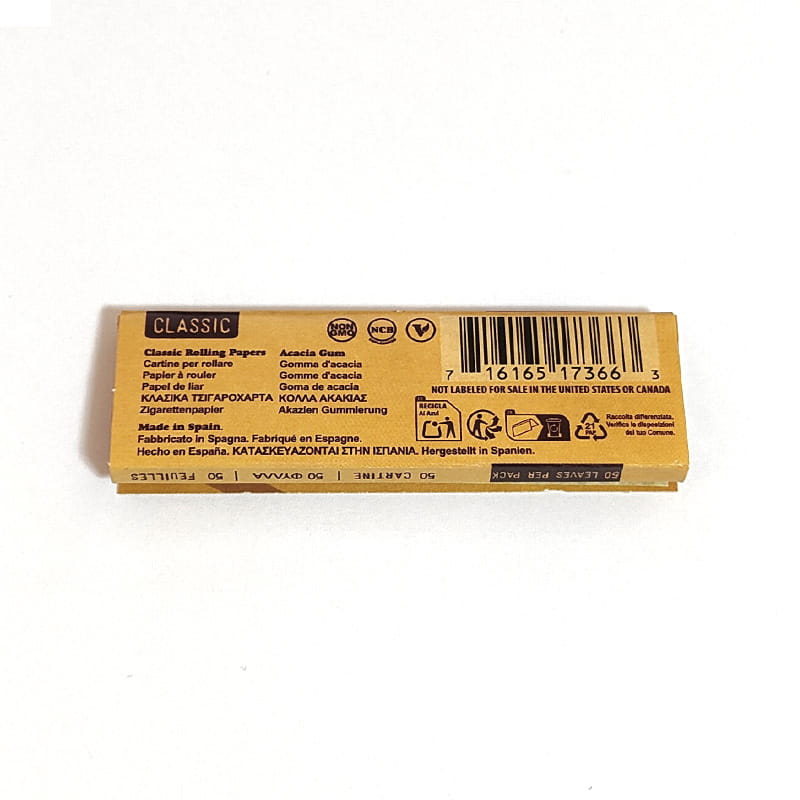 CLASSIC
NON GMO
NCB
V
Classic Rolling Papers
Cartine per rollare
Papier à rouler
Papel de liar
ΚΛΑΣΙΚΑ ΤΣΙΓΑΡΟΧΑΡΤΑ
Zigarettenpapier
Acacia Gum
Gomme d'acacia
Gomme d'acacia
Goma de acacia
ΚΟΛΛΑ ΑΚΑΚΙΑΣ
Akazien Gummierung
Made in Spain.
Fabbricato in Spagna. Fabriqué en Espagne.
Hecho en España. ΚΑΤΑΣΚΕΥΑΖΟΝΤΑΙ ΣΤΗΝ ΙΣΠΑΝΙΑ. Hergestellt in Spanien.
7 16165 17366 3
NOT LABELED FOR SALE IN THE UNITED STATES OR CANADA
RECICLA
Al Azul
21
PAP
Raccolta differenziata.
Verifica le disposizioni
del tuo Comune.
50 LEAVES PER PACK
50 CARTINE | 50 ΦΥΛΛΑ | 50 FEUILLES